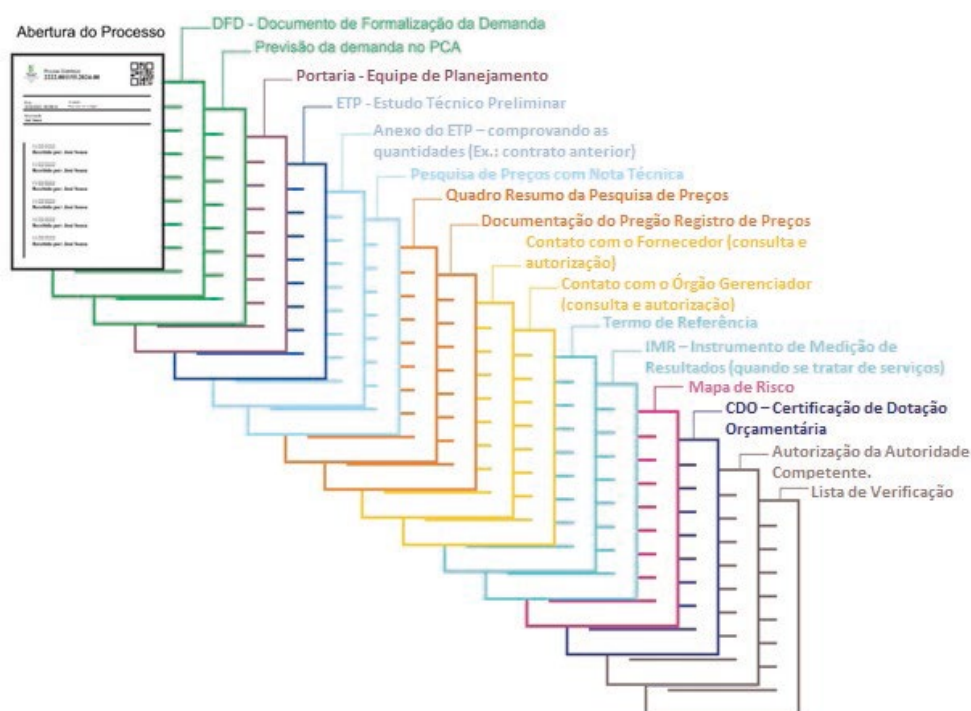 Abertura do Processo
DFD - Documento de Formalização da Demanda
Previsão da demanda no PCA
Portaria - Equipe de Planejamento
ETP - Estudo Técnico Preliminar
Anexo do ETP – comprovando as
quantidades (Ex.: contrato anterior)
Pesquisa de Preços com Nota Técnica
Quadro Resumo da Pesquisa de Preços
Documentação do Pregão Registro de Preços
Contato com o Fornecedor (consulta e
autorização)
Contato com o Órgão Gerenciador
(consulta e autorização)
Termo de Referência
IMR – Instrumento de Medição de
Resultados (quando se tratar de serviços)
Mapa de Risco
CDO – Certificação de Dotação
Orçamentária
Autorização da Autoridade
Competente.
Lista de Verificação